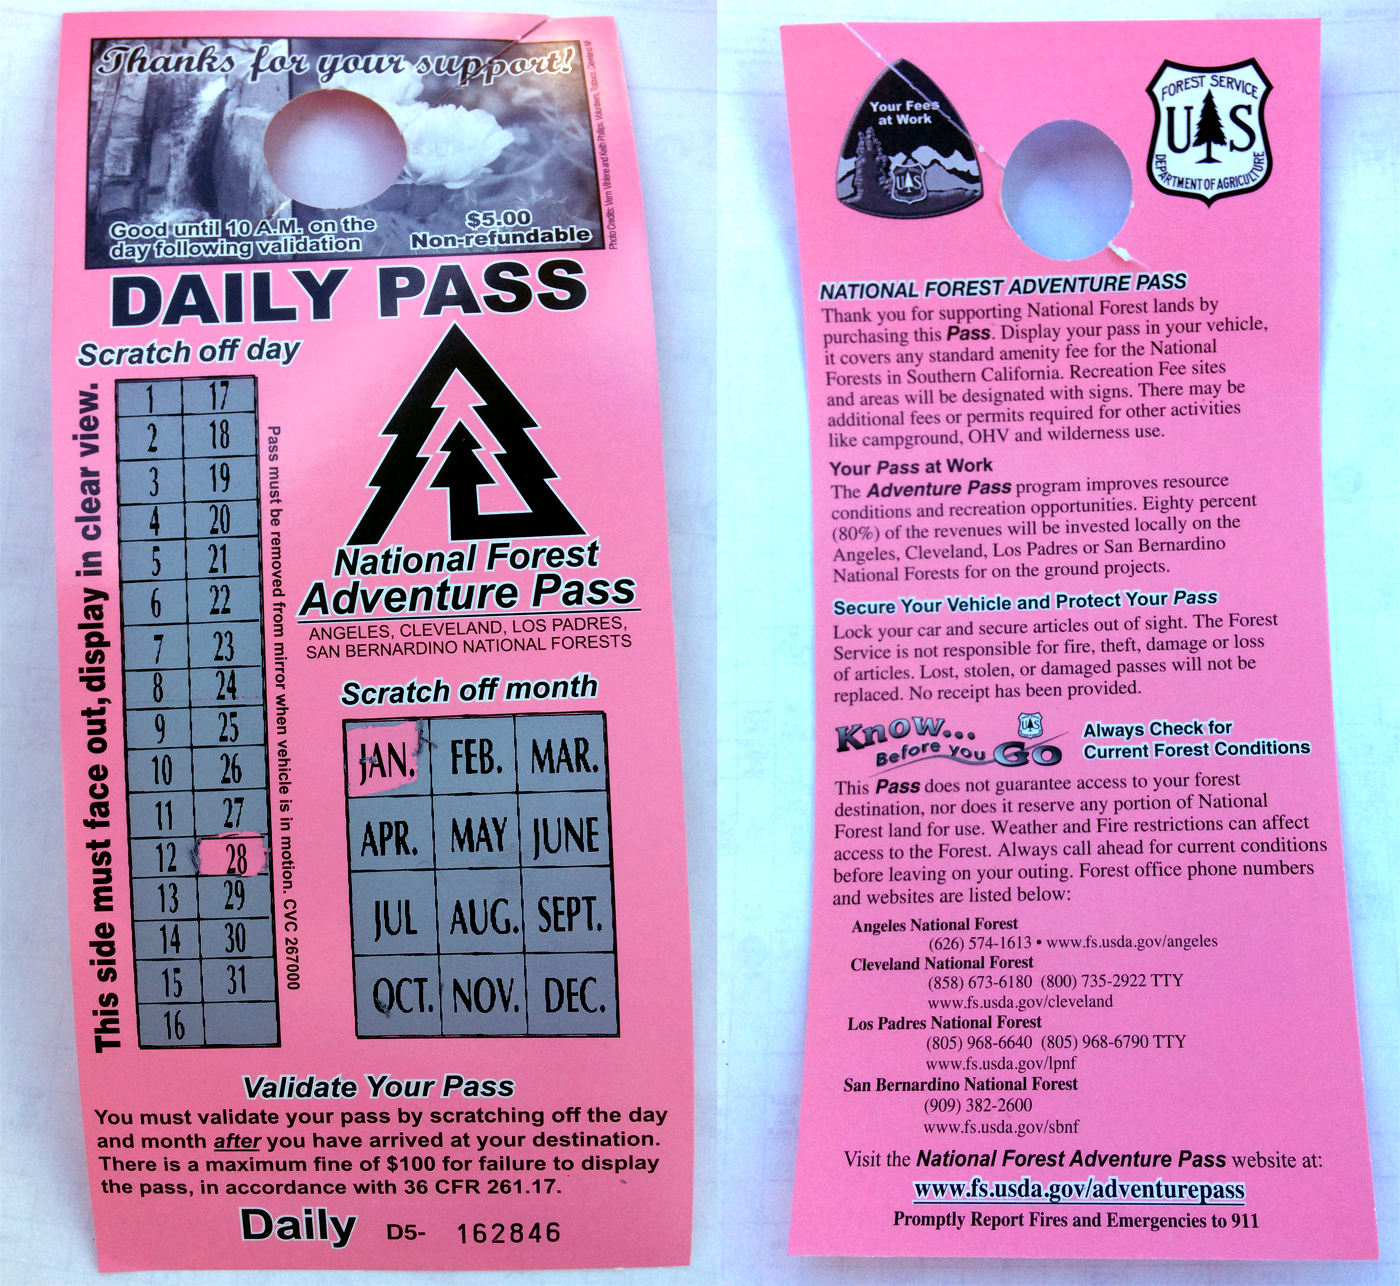 Thanks for your support!
Good until 10 A.M. on the
day following validation
$5.00
Non-refundable
Photo Credits: Vern Vihlene and Keith Philips, Volunteers, Trabuco, Cleveland NF
DAILY PASS
Scratch off day
This side must face out, display in clear view.
1 17
2 18
3 19
4 20
5 21
6 22
7 23
8 24
9 25
10 26
11 27
12 28
13 29
14 30
15 31
16
Pass must be removed from mirror when vehicle is in motion. CVC 267000
National Forest
Adventure Pass
ANGELES, CLEVELAND, LOS PADRES,
SAN BERNARDINO NATIONAL FORESTS
Scratch off month
JAN. FEB. MAR.
APR. MAY JUNE
JUL AUG. SEPT.
OCT. NOV. DEC.
Validate Your Pass
You must validate your pass by scratching off the day
and month after you have arrived at your destination.
There is a maximum fine of $100 for failure to display
the pass, in accordance with 36 CFR 261.17.
Daily D5- 162846
Your Fees
at Work
US
FOREST SERVICE
US
DEPARTMENT OF AGRICULTURE
NATIONAL FOREST ADVENTURE PASS
Thank you for supporting National Forest lands by
purchasing this Pass. Display your pass in your vehicle,
it covers any standard amenity fee for the National
Forests in Southern California. Recreation Fee sites
and areas will be designated with signs. There may be
additional fees or permits required for other activities
like campground, OHV and wilderness use.
Your Pass at Work
The Adventure Pass program improves resource
conditions and recreation opportunities. Eighty percent
(80%) of the revenues will be invested locally on the
Angeles, Cleveland, Los Padres or San Bernardino
National Forests for on the ground projects.
Secure Your Vehicle and Protect Your Pass
Lock your car and secure articles out of sight. The Forest
Service is not responsible for fire, theft, damage or loss
of articles. Lost, stolen, or damaged passes will not be
replaced. No receipt has been provided.
Know...
Before you Go
US
Always Check for
Current Forest Conditions
This Pass does not guarantee access to your forest
destination, nor does it reserve any portion of National
Forest land for use. Weather and Fire restrictions can affect
access to the Forest. Always call ahead for current conditions
before leaving on your outing. Forest office phone numbers
and websites are listed below:
Angeles National Forest
(626) 574-1613 • www.fs.usda.gov/angeles
Cleveland National Forest
(858) 673-6180 (800) 735-2922 TTY
www.fs.usda.gov/cleveland
Los Padres National Forest
(805) 968-6640 (805) 968-6790 TTY
www.fs.usda.gov/lpnf
San Bernardino National Forest
(909) 382-2600
www.fs.usda.gov/sbnf
Visit the National Forest Adventure Pass website at:
www.fs.usda.gov/adventurepass
Promptly Report Fires and Emergencies to 911